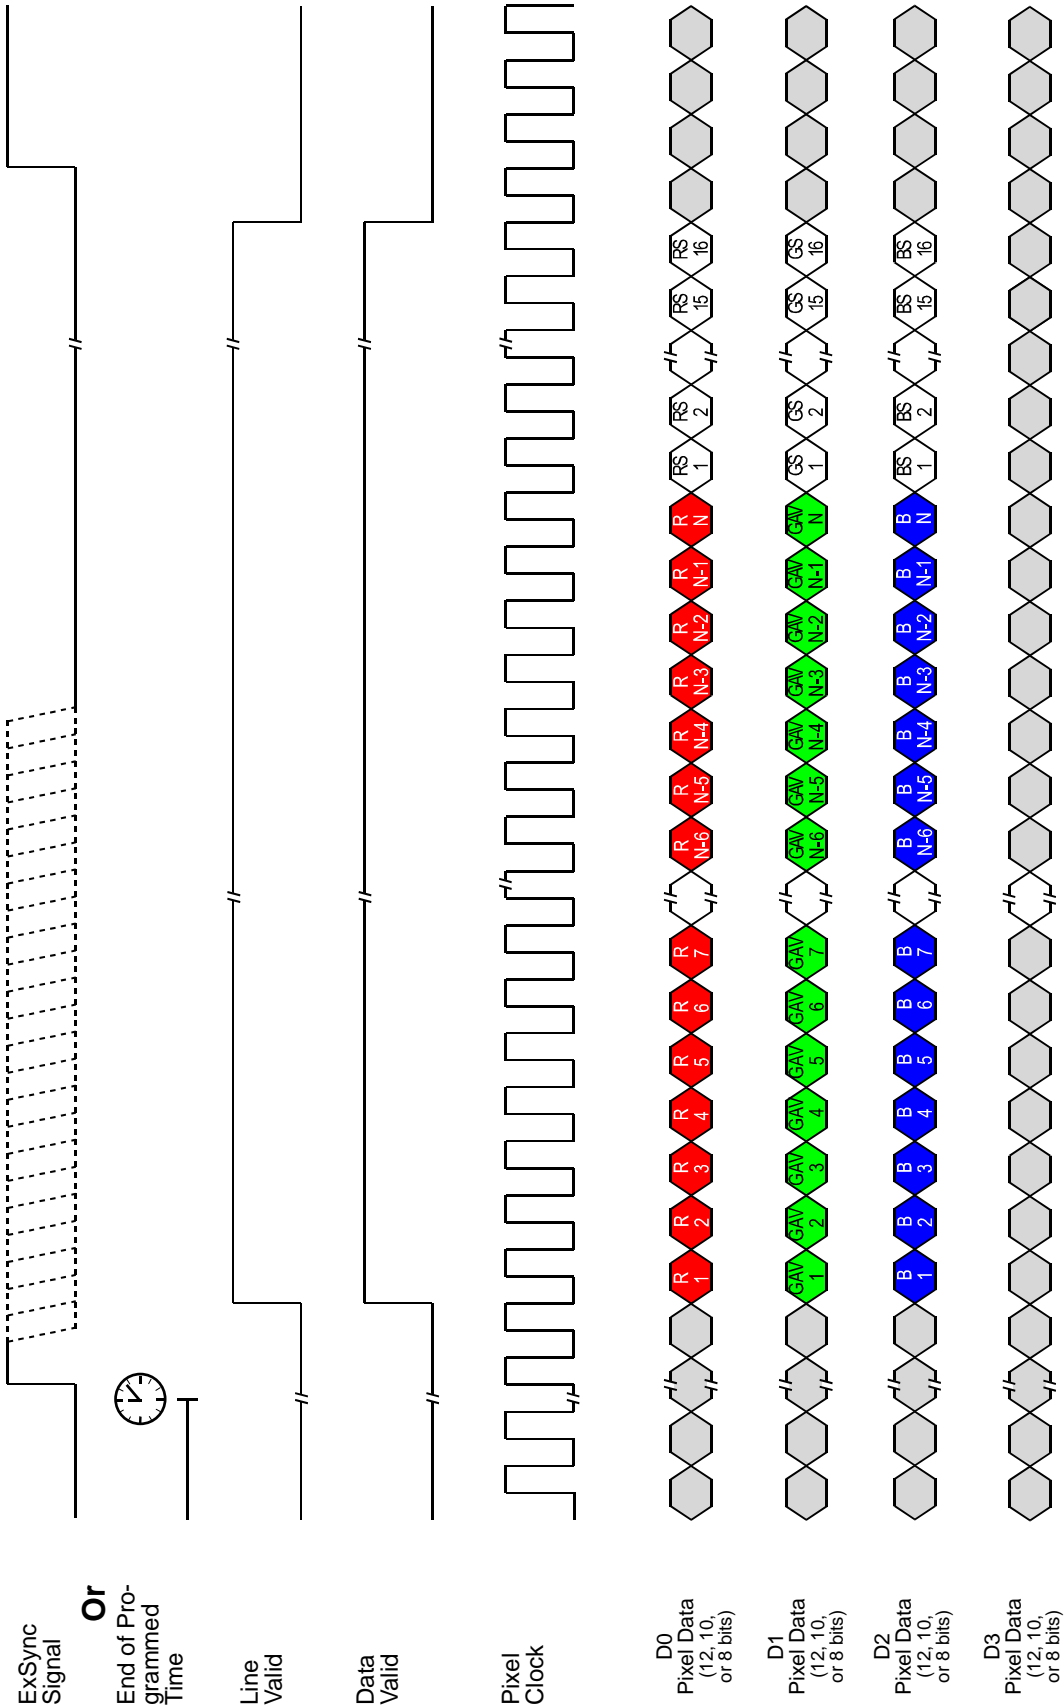 ExSync
Signal
Or
End of Pro-
grammed
Time
Line
Valid
Data
Valid
Pixel
Clock
D0
Pixel Data
(12, 10,
or 8 bits)
R 1 R 2 R 3 R 4 R 5 R 6 R 7 R N-6 R N-5 R N-4 R N-3 R N-2 R N-1 R N RS 1 RS 2 RS 15 RS 16
D1
Pixel Data
(12, 10,
or 8 bits)
GAV 1 GAV 2 GAV 3 GAV 4 GAV 5 GAV 6 GAV 7 GAV N-6 GAV N-5 GAV N-4 GAV N-3 GAV N-2 GAV N-1 GAV N GS 1 GS 2 GS 15 GS 16
D2
Pixel Data
(12, 10,
or 8 bits)
B 1 B 2 B 3 B 4 B 5 B 6 B 7 B N-6 B N-5 B N-4 B N-3 B N-2 B N-1 B N BS 1 BS 2 BS 15 BS 16
D3
Pixel Data
(12, 10,
or 8 bits)